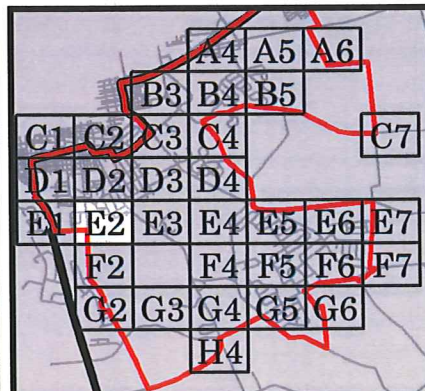 A4 A5 A6
B3 B4 B5
C1 C2 C3 C4 C7
D1 D2 D3 D4
E1 E2 E3 E4 E5 E6 E7
F2 F4 F5 F6 F7
G2 G3 G4 G5 G6
H4